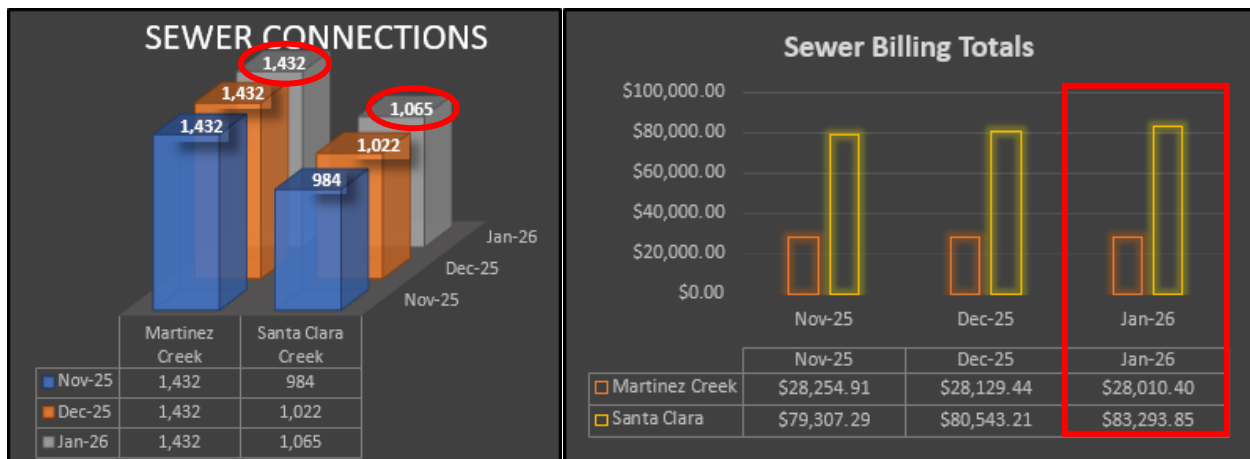 SEWER CONNECTIONS
1,432
1,065
1,432
1,022
1,432
984
Jan-26
Dec-25
Nov-25
Martinez Creek Santa Clara Creek
Nov-25 1,432 984
Dec-25 1,432 1,022
Jan-26 1,432 1,065
Sewer Billing Totals
$100,000.00
$80,000.00
$60,000.00
$40,000.00
$20,000.00
$0.00
Nov-25 Dec-25 Jan-26
Nov-25 Dec-25 Jan-26
Martinez Creek $28,254.91 $28,129.44 $28,010.40
Santa Clara $79,307.29 $80,543.21 $83,293.85